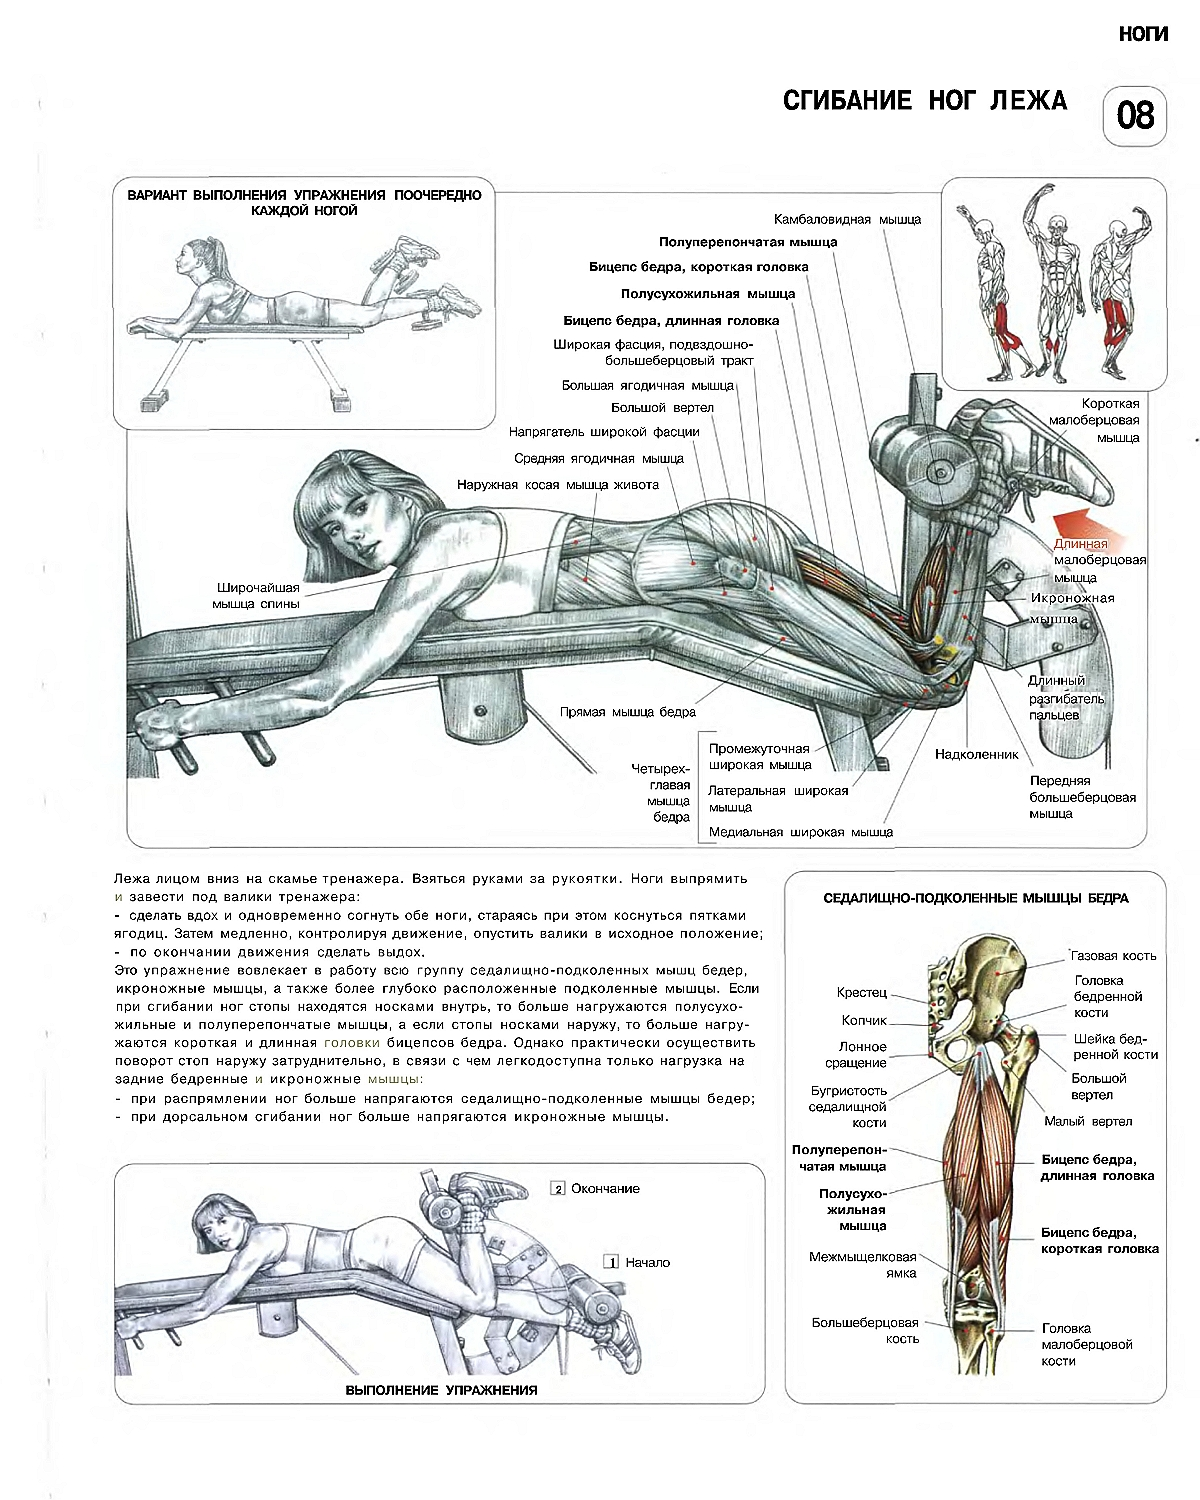 НОГИ
СГИБАНИЕ НОГ ЛЕЖА
08
ВАРИАНТ ВЫПОЛНЕНИЯ УПРАЖНЕНИЯ ПООЧЕРЕДНО
КАЖДОЙ НОГОЙ
Камбаловидная мышца
Полуперепончатая мышца
Бицепс бедра, короткая головка
Полусухожильная мышца
Бицепс бедра, длинная головка
Широкая фасция, подвздошно-
большеберцовый тракт
Большая ягодичная мышца
Большой вертел
Напрягатель широкой фасции
Средняя ягодичная мышца
Наружная косая мышца живота
Широчайшая
мышца спины
Короткая
малоберцовая
мышца
Длинная
малоберцовая
мышца
Икроножная
мышца
Длинный
разгибатель
пальцев
Прямая мышца бедра
Четырех-
главая
мышца
бедра
Промежуточная
широкая мышца
Латеральная широкая
мышца
Медиальная широкая мышца
Надколенник
Передняя
большеберцовая
мышца
Лежа лицом вниз на скамье тренажера. Взяться руками за рукоятки. Ноги выпрямить
и завести под валики тренажера:
- сделать вдох и одновременно согнуть обе ноги, стараясь при этом коснуться пятками
ягодиц. Затем медленно, контролируя движение, опустить валики в исходное положение;
- по окончании движения сделать выдох.
Это упражнение вовлекает в работу всю группу седалищно-подколенных мышц бедер,
икроножные мышцы, а также более глубоко расположенные подколенные мышцы. Если
при сгибании ног стопы находятся носками внутрь, то больше нагружаются полусухо-
жильные и полуперепончатые мышцы, а если стопы носками наружу, то больше нагру-
жаются короткая и длинная головки бицепсов бедра. Однако практически осуществить
поворот стоп наружу затруднительно, в связи с чем легкодоступна только нагрузка на
задние бедренные и икроножные мышцы:
- при распрямлении ног больше напрягаются седалищно-подколенные мышцы бедер;
- при дорсальном сгибании ног больше напрягаются икроножные мышцы.
2 Окончание
1 Начало
ВЫПОЛНЕНИЕ УПРАЖНЕНИЯ
СЕДАЛИЩНО-ПОДКОЛЕННЫЕ МЫШЦЫ БЕДРА
Крестец
Копчик
Лонное
сращение
Бугристость
седалищной
кости
Полуперепон-
чатая мышца
Полусухо-
жильная
мышца
Межмыщелковая
ямка
Большеберцовая
кость
Газовая кость
Головка
бедренной
кости
Шейка бед-
ренной кости
Большой
вертел
Малый вертел
Бицепс бедра,
длинная головка
Бицепс бедра,
короткая головка
Головка
малоберцовой
кости